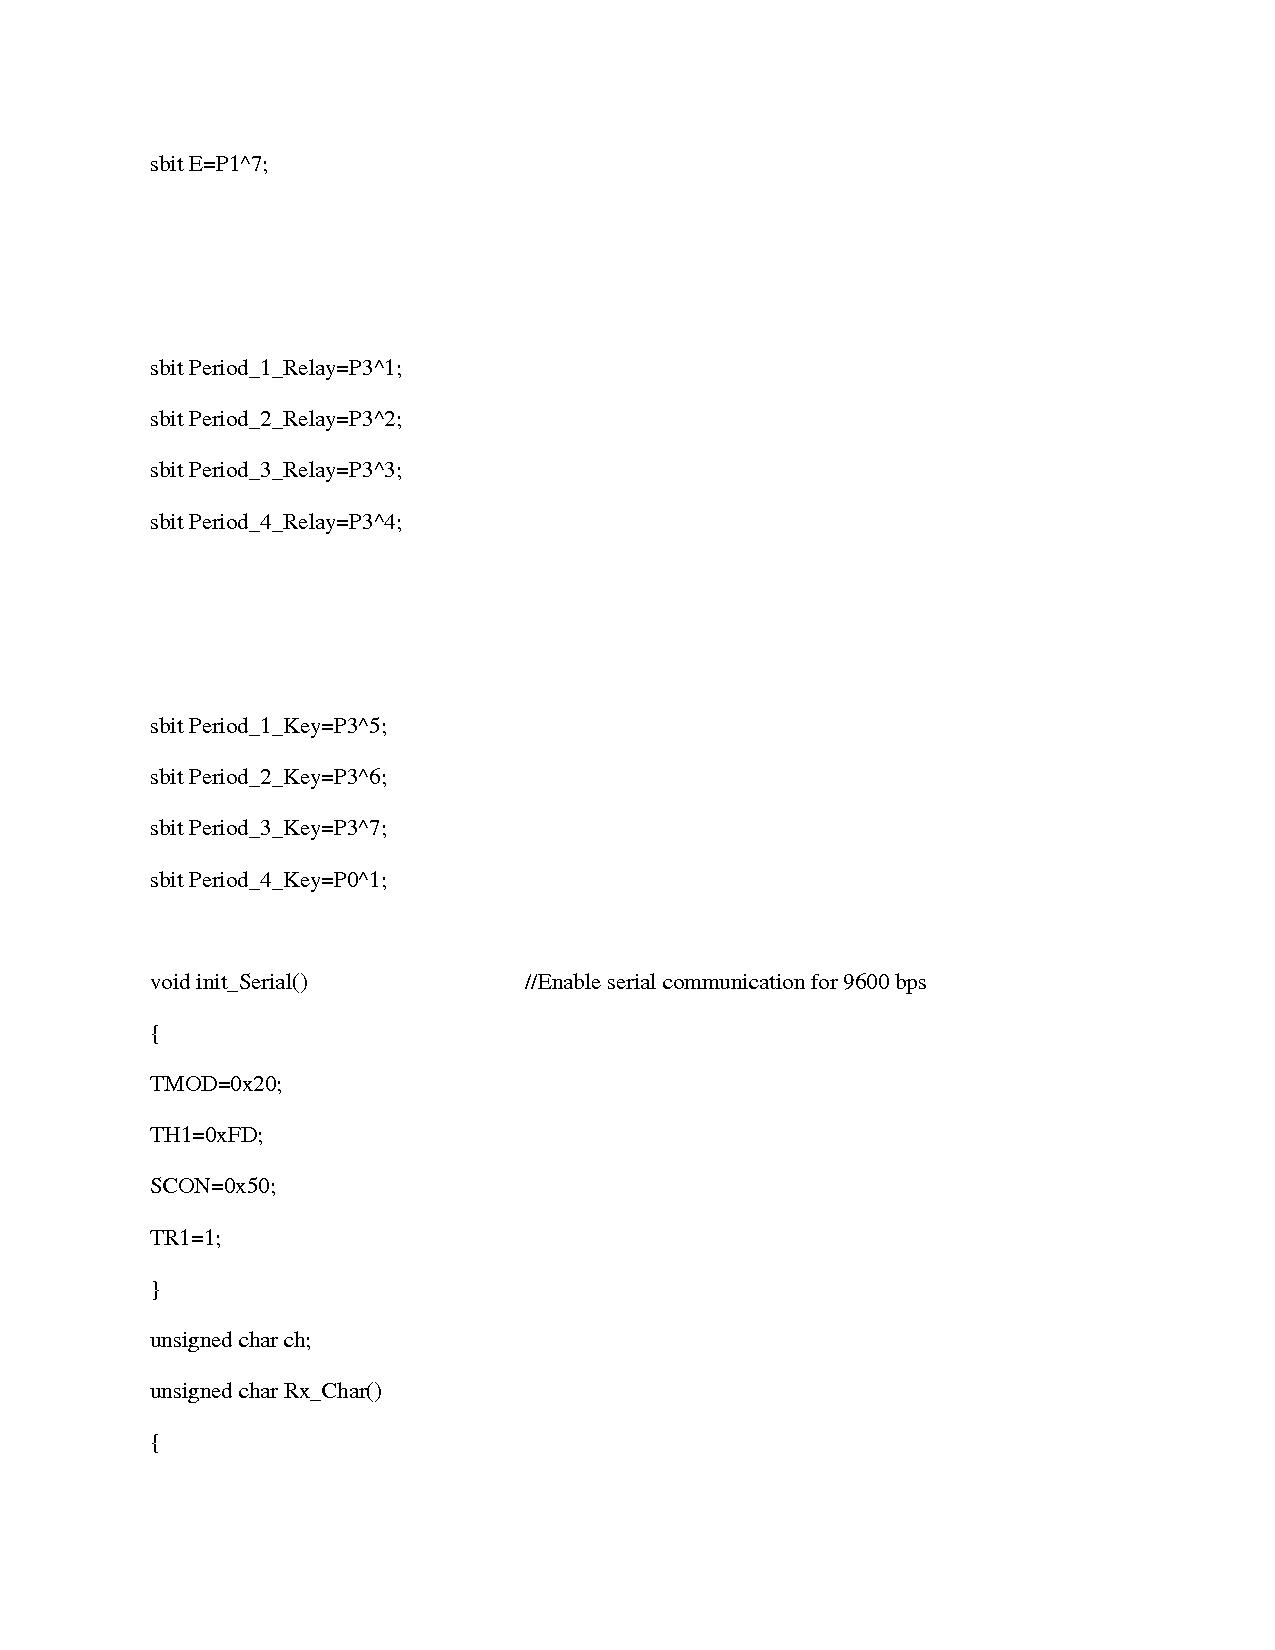 sbit E=P1^7;
sbit Period_1_Relay=P3^1;
sbit Period_2_Relay=P3^2;
sbit Period_3_Relay=P3^3;
sbit Period_4_Relay=P3^4;
sbit Period_1_Key=P3^5;
sbit Period_2_Key=P3^6;
sbit Period_3_Key=P3^7;
sbit Period_4_Key=P0^1;
void init_Serial() //Enable serial communication for 9600 bps
{
TMOD=0x20;
TH1=0xFD;
SCON=0x50;
TR1=1;
}
unsigned char ch;
unsigned char Rx_Char()
{